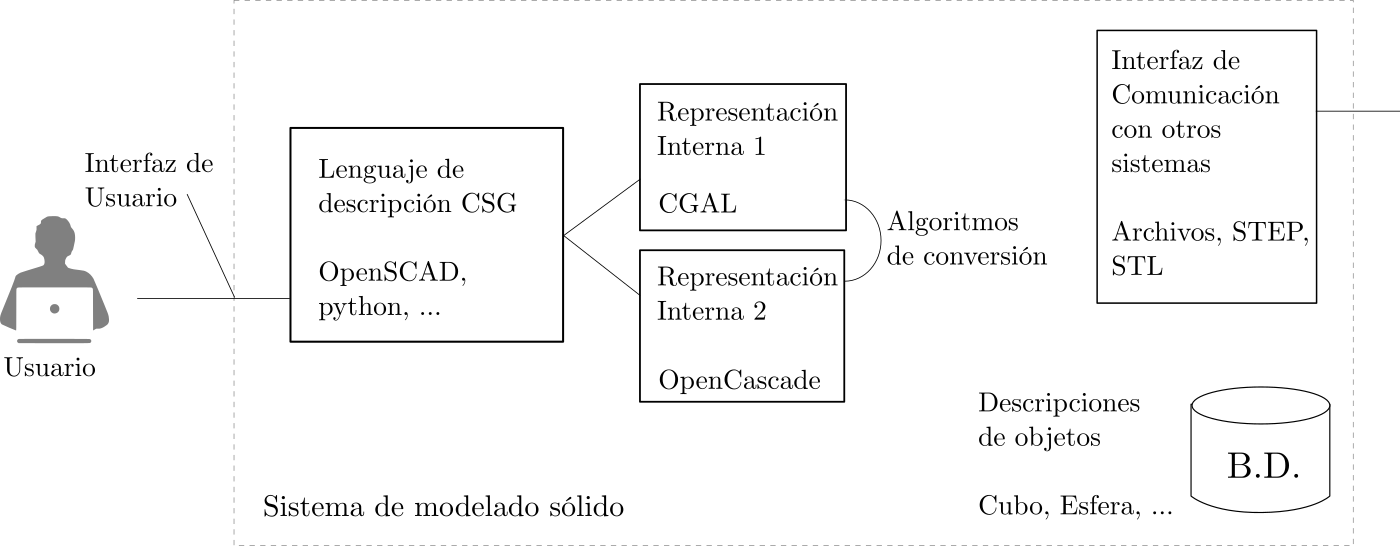 Interfaz de
Usuario
Usuario
Lenguaje de
descripción CSG
OpenSCAD,
python, ...
Representación
Interna 1
CGAL
Representación
Interna 2
OpenCascade
Algoritmos
de conversión
Interfaz de
Comunicación
con otros
sistemas
Archivos, STEP,
STL
Descripciones
de objetos
Cubo, Esfera, ...
B.D.
Sistema de modelado sólido